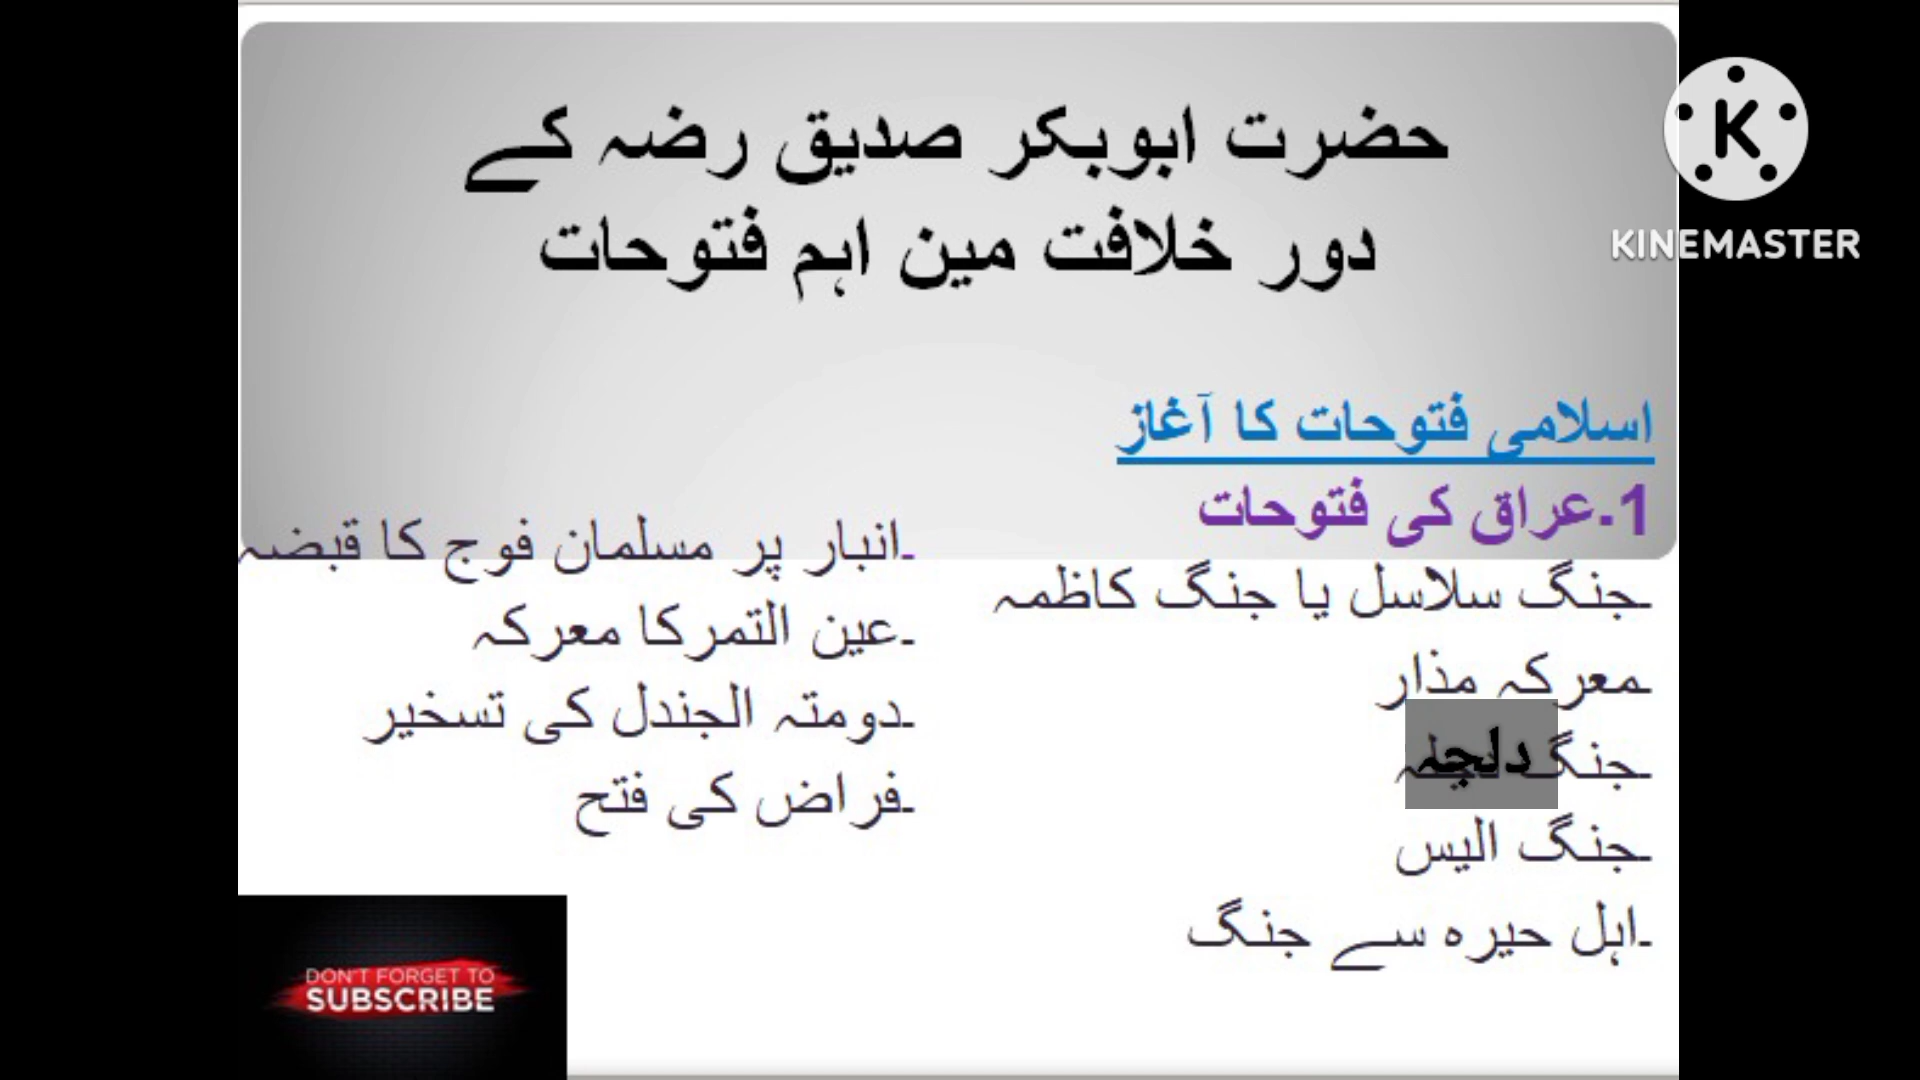 حضرت ابوبکر صدیق رضہ کے
دور خلافت مین اہم فتوحات
اسلامی فتوحات کا آغاز
1۔عراق کی فتوحات
۔جنگ سلاسل یا جنگ کاظمہ
۔معرکہ مذار
۔جنگ دلجہ
۔جنگ الیس
۔اہل حیرہ سے جنگ
۔انبار پر مسلمان فوج کا قبضہ
۔عین التمرکا معرکہ
۔دومتہ الجندل کی تسخیر
۔فراض کی فتح
K
KINEMASTER
DON'T FORGET TO
SUBSCRIBE